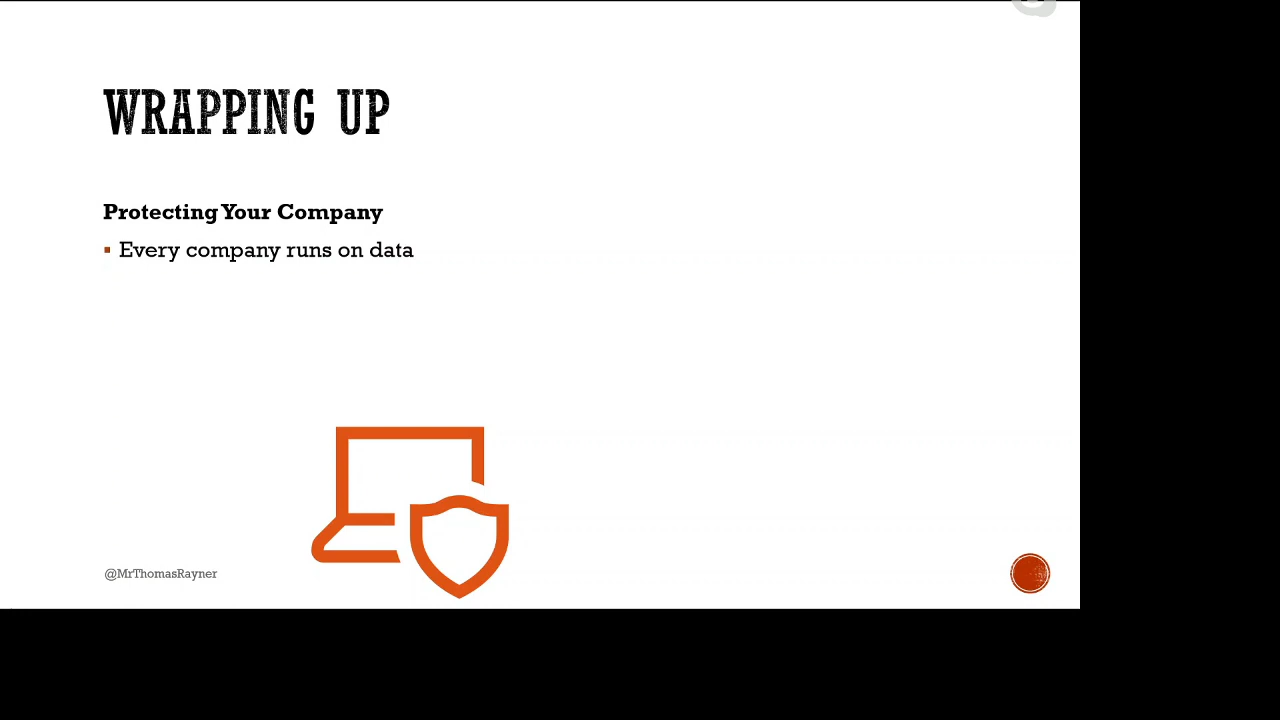 WRAPPING UP
Protecting Your Company
▪ Every company runs on data
@MrThomasRayner